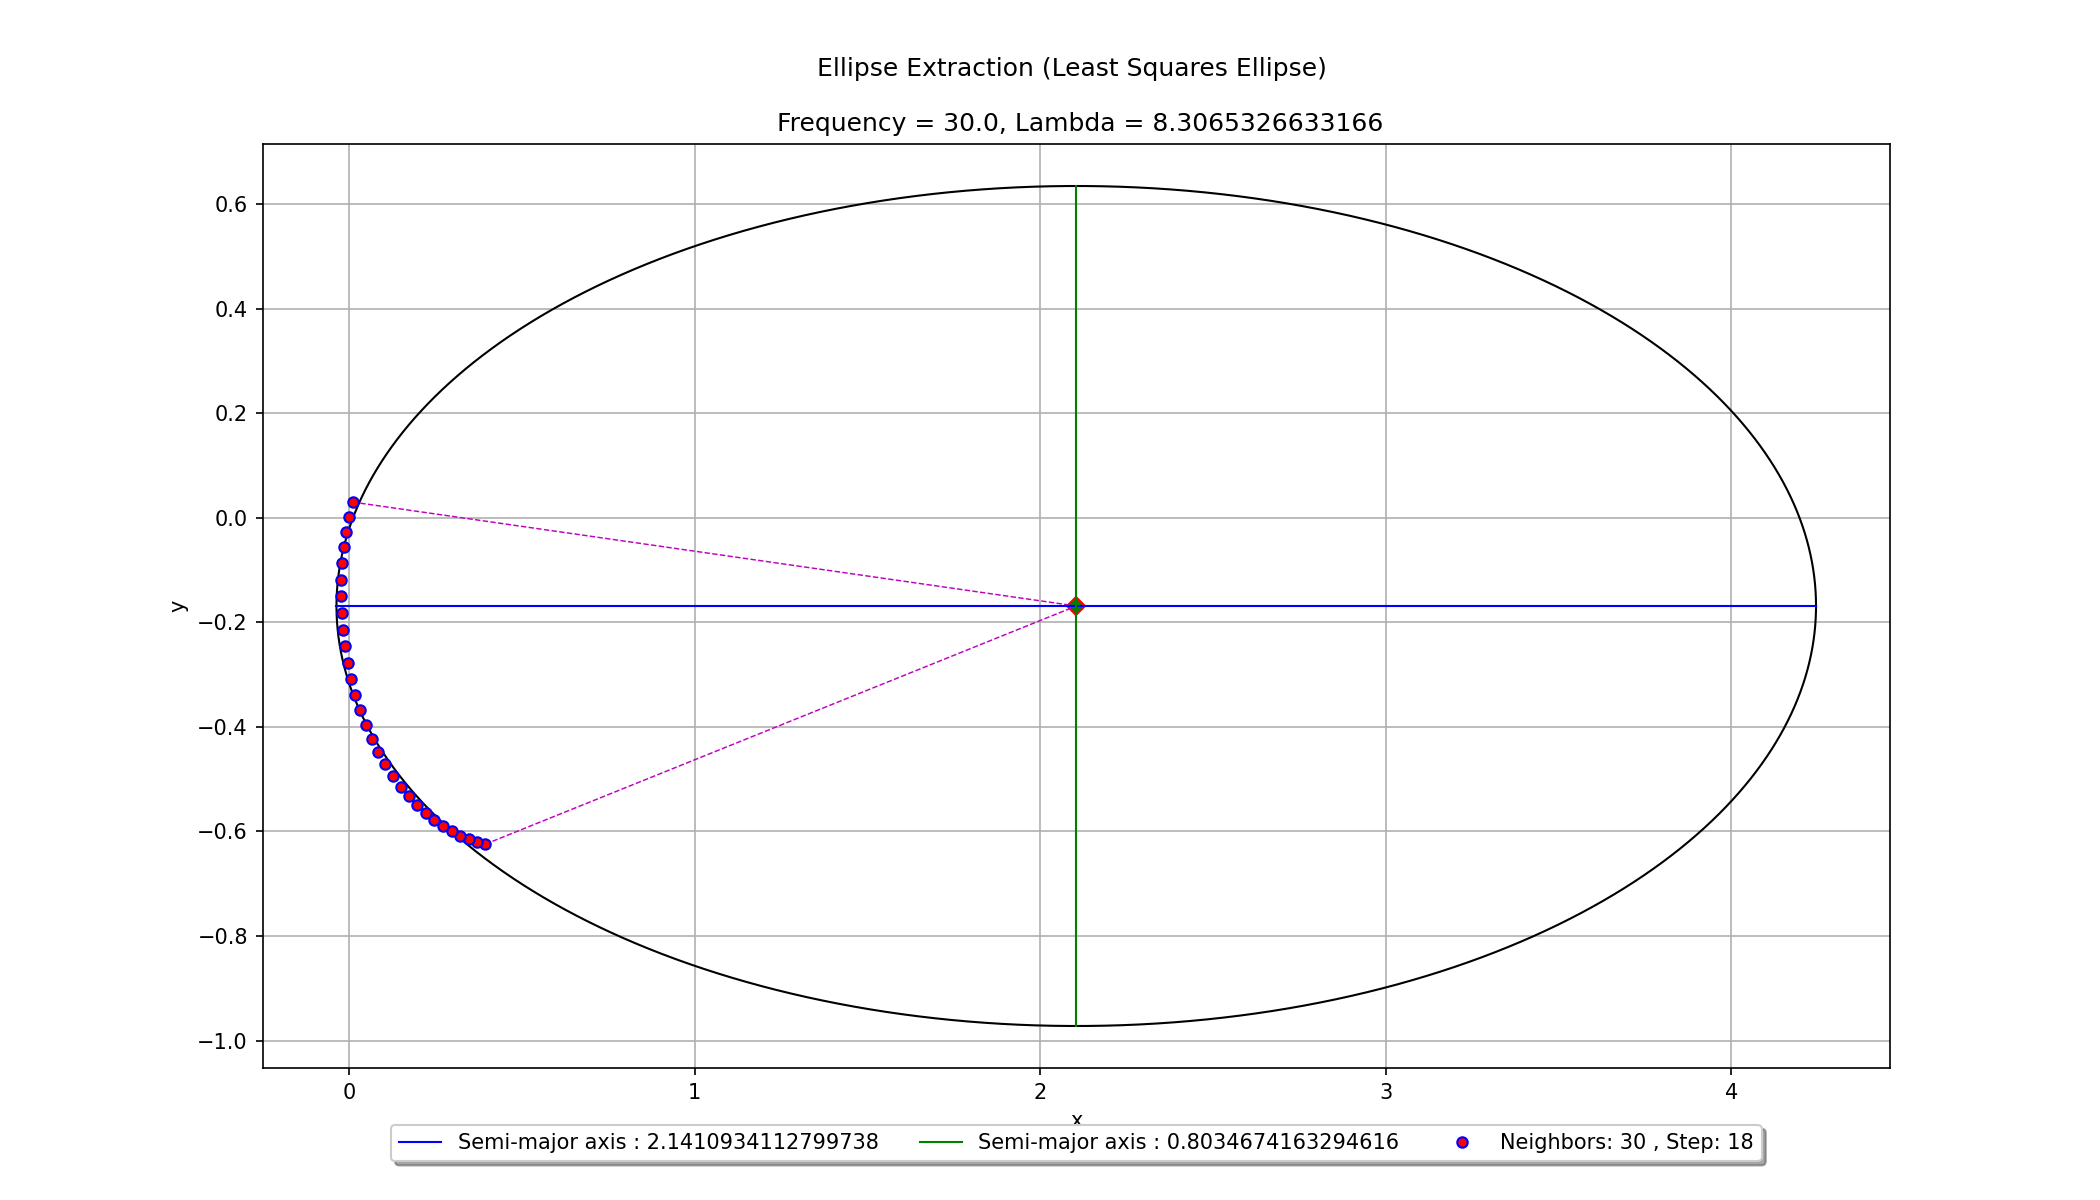 Ellipse Extraction (Least Squares Ellipse)
Frequency = 30.0, Lambda = 8.3065326633166
0.6
0.4
0.2
0.0
−0.2
−0.4
−0.6
−0.8
−1.0
y
0 1 2 3 4
x
Semi-major axis : 2.1410934112799738 Semi-major axis : 0.8034674163294616 Neighbors: 30 , Step: 18